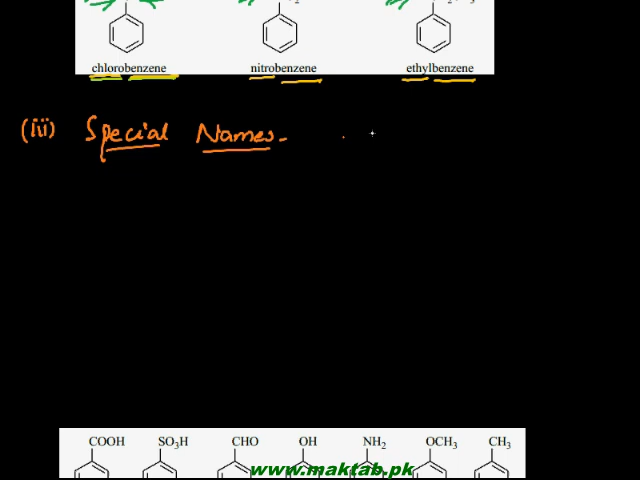 chlorobenzene nitrobenzene ethylbenzene
(iii) Special Names-
COOH SO₃H CHO OH NH₂ OCH₃ CH₃
www.maktab.pk